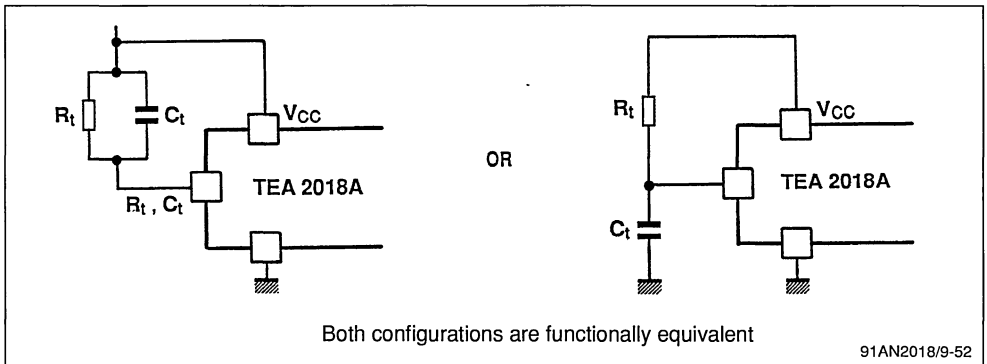 Rt
Ct
VCC
TEA 2018A
Rt , Ct
OR
Rt
VCC
TEA 2018A
Ct
Both configurations are functionally equivalent
91AN2018/9-52